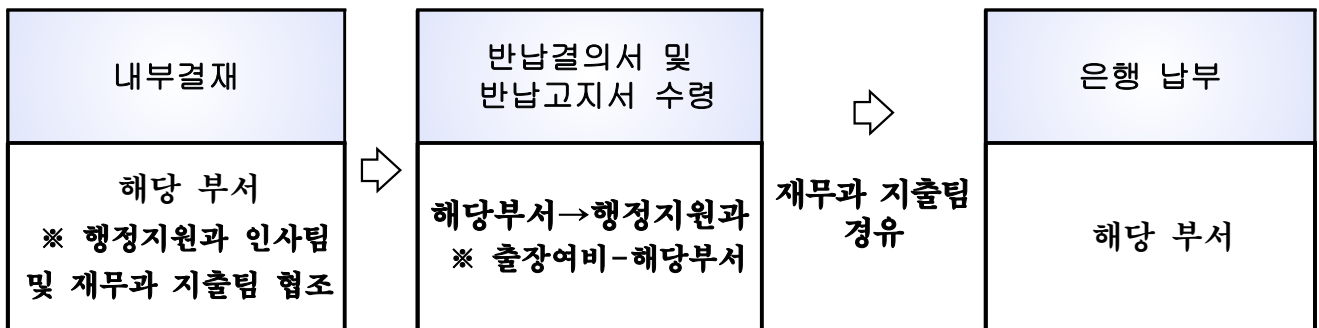 내부결재
해당 부서
※ 행정지원과 인사팀
및 재무과 지출팀 협조
반납결의서 및
반납고지서 수령
해당부서→행정지원과
※ 출장여비-해당부서
재무과 지출팀
경유
은행 납부
해당 부서